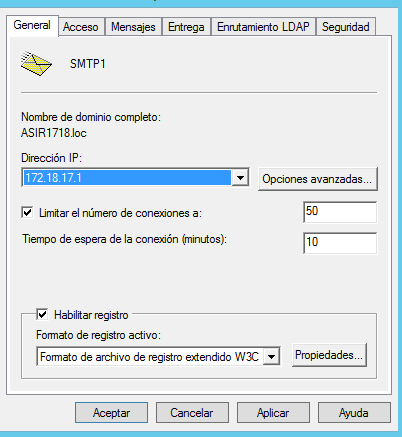 General Acceso Mensajes Entrega Enrutamiento LDAP Seguridad
SMTP1
Nombre de dominio completo:
ASIR1718.loc
Dirección IP:
172.18.17.1 Opciones avanzadas...
Limitar el número de conexiones a: 50
Tiempo de espera de la conexión (minutos): 10
Habilitar registro
Formato de registro activo:
Formato de archivo de registro extendido W3C Propiedades...
Aceptar Cancelar Aplicar Ayuda